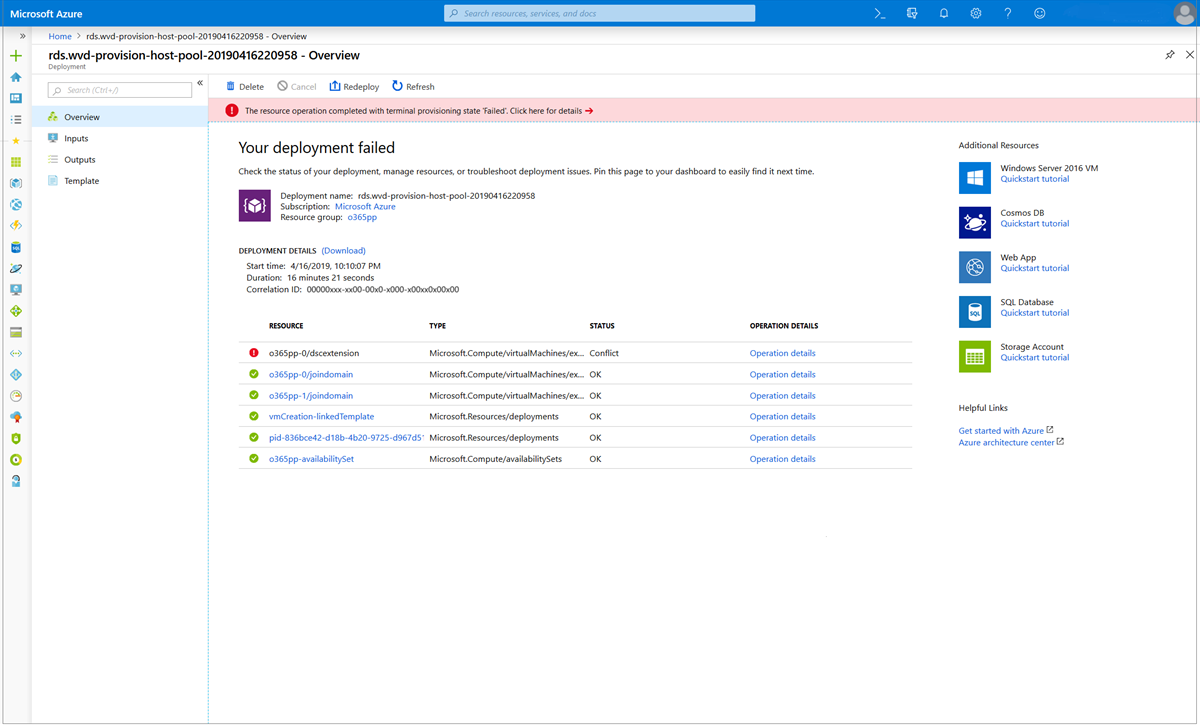 Microsoft Azure
Search resources, services, and docs
Home > rds.wvd-provision-host-pool-20190416220958 - Overview
rds.wvd-provision-host-pool-20190416220958 - Overview
Deployment
Search (Ctrl+/)
Overview
Inputs
Outputs
Template
Delete Cancel Redeploy Refresh
The resource operation completed with terminal provisioning state 'Failed'. Click here for details →
Your deployment failed
Check the status of your deployment, manage resources, or troubleshoot deployment issues. Pin this page to your dashboard to easily find it next time.
Deployment name: rds.wvd-provision-host-pool-20190416220958
Subscription: Microsoft Azure
Resource group: o365pp
DEPLOYMENT DETAILS (Download)
Start time: 4/16/2019, 10:10:07 PM
Duration: 16 minutes 21 seconds
Correlation ID: 00000xxx-xx00-00x0-x000-x00xx0x00x00
RESOURCE TYPE STATUS OPERATION DETAILS
o365pp-0/dscextension Microsoft.Compute/virtualMachines/ex... Conflict Operation details
o365pp-0/joindomain Microsoft.Compute/virtualMachines/ex... OK Operation details
o365pp-1/joindomain Microsoft.Compute/virtualMachines/ex... OK Operation details
vmCreation-linkedTemplate Microsoft.Resources/deployments OK Operation details
pid-836bce42-d18b-4b20-9725-d967d5 Microsoft.Resources/deployments OK Operation details
o365pp-availabilitySet Microsoft.Compute/availabilitySets OK Operation details
Additional Resources
Windows Server 2016 VM
Quickstart tutorial
Cosmos DB
Quickstart tutorial
Web App
Quickstart tutorial
SQL
SQL Database
Quickstart tutorial
Storage Account
Quickstart tutorial
Helpful Links
Get started with Azure
Azure architecture center